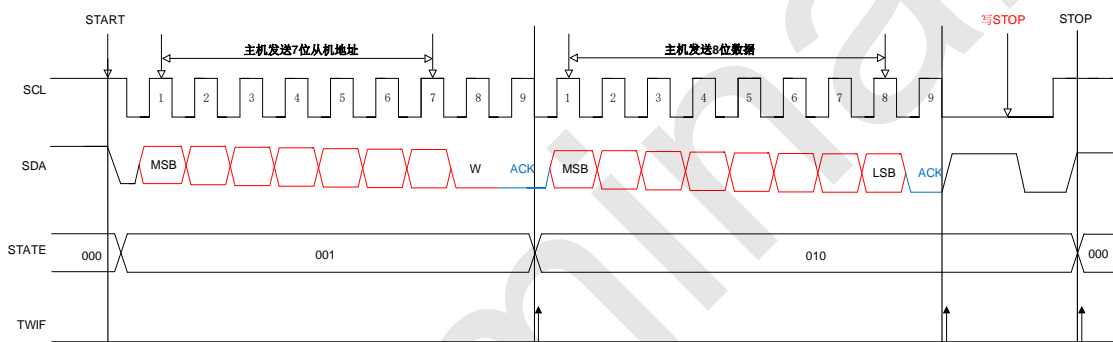 START
写STOP
STOP
主机发送7位从机地址
主机发送8位数据
SCL
1 2 3 4 5 6 7 8 9 1 2 3 4 5 6 7 8 9
SDA
MSB W ACK MSB LSB ACK
STATE
000 001 010 000
TWIF